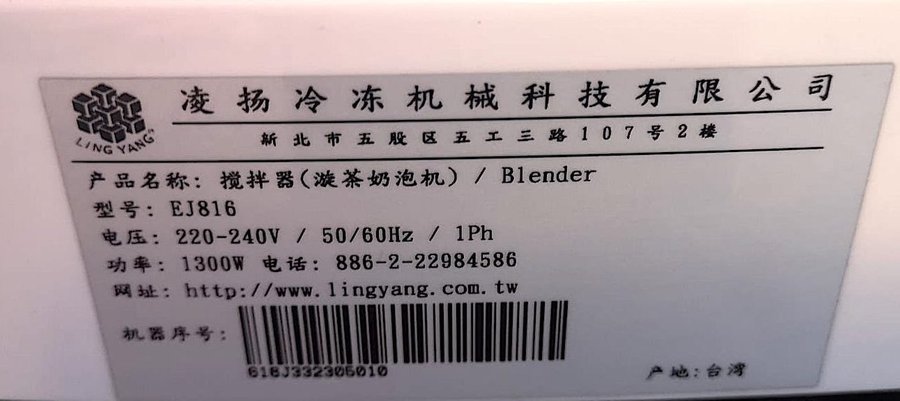 凌扬冷冻机械科技有限公司
LING YANG
新北市五股区五工三路107号2楼
产品名称: 搅拌器(漩茶奶泡机) / Blender
型号: EJ816
电压: 220-240V / 50/60Hz / 1Ph
功率: 1300W 电话: 886-2-22984586
网址: http://www.lingyang.com.tw
机器序号:
618J332305010
产地:台湾